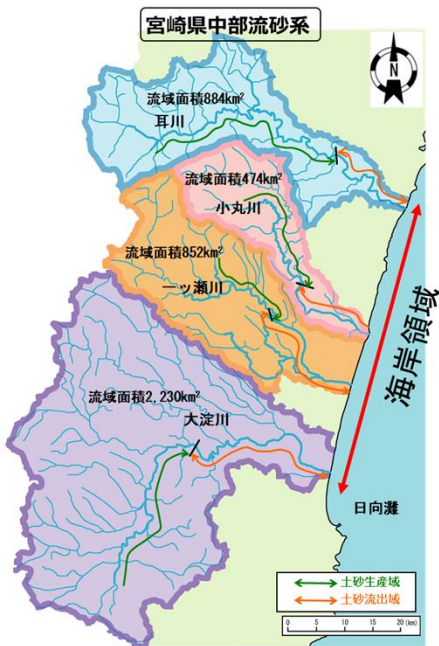 宮崎県中部流砂系
N
流域面積884km²
耳川
流域面積474km²
小丸川
流域面積852km²
一ッ瀬川
流域面積2,230km²
大淀川
海岸領域
日向灘
土砂生産域
土砂流出域
0 5 10 15 20 (km)